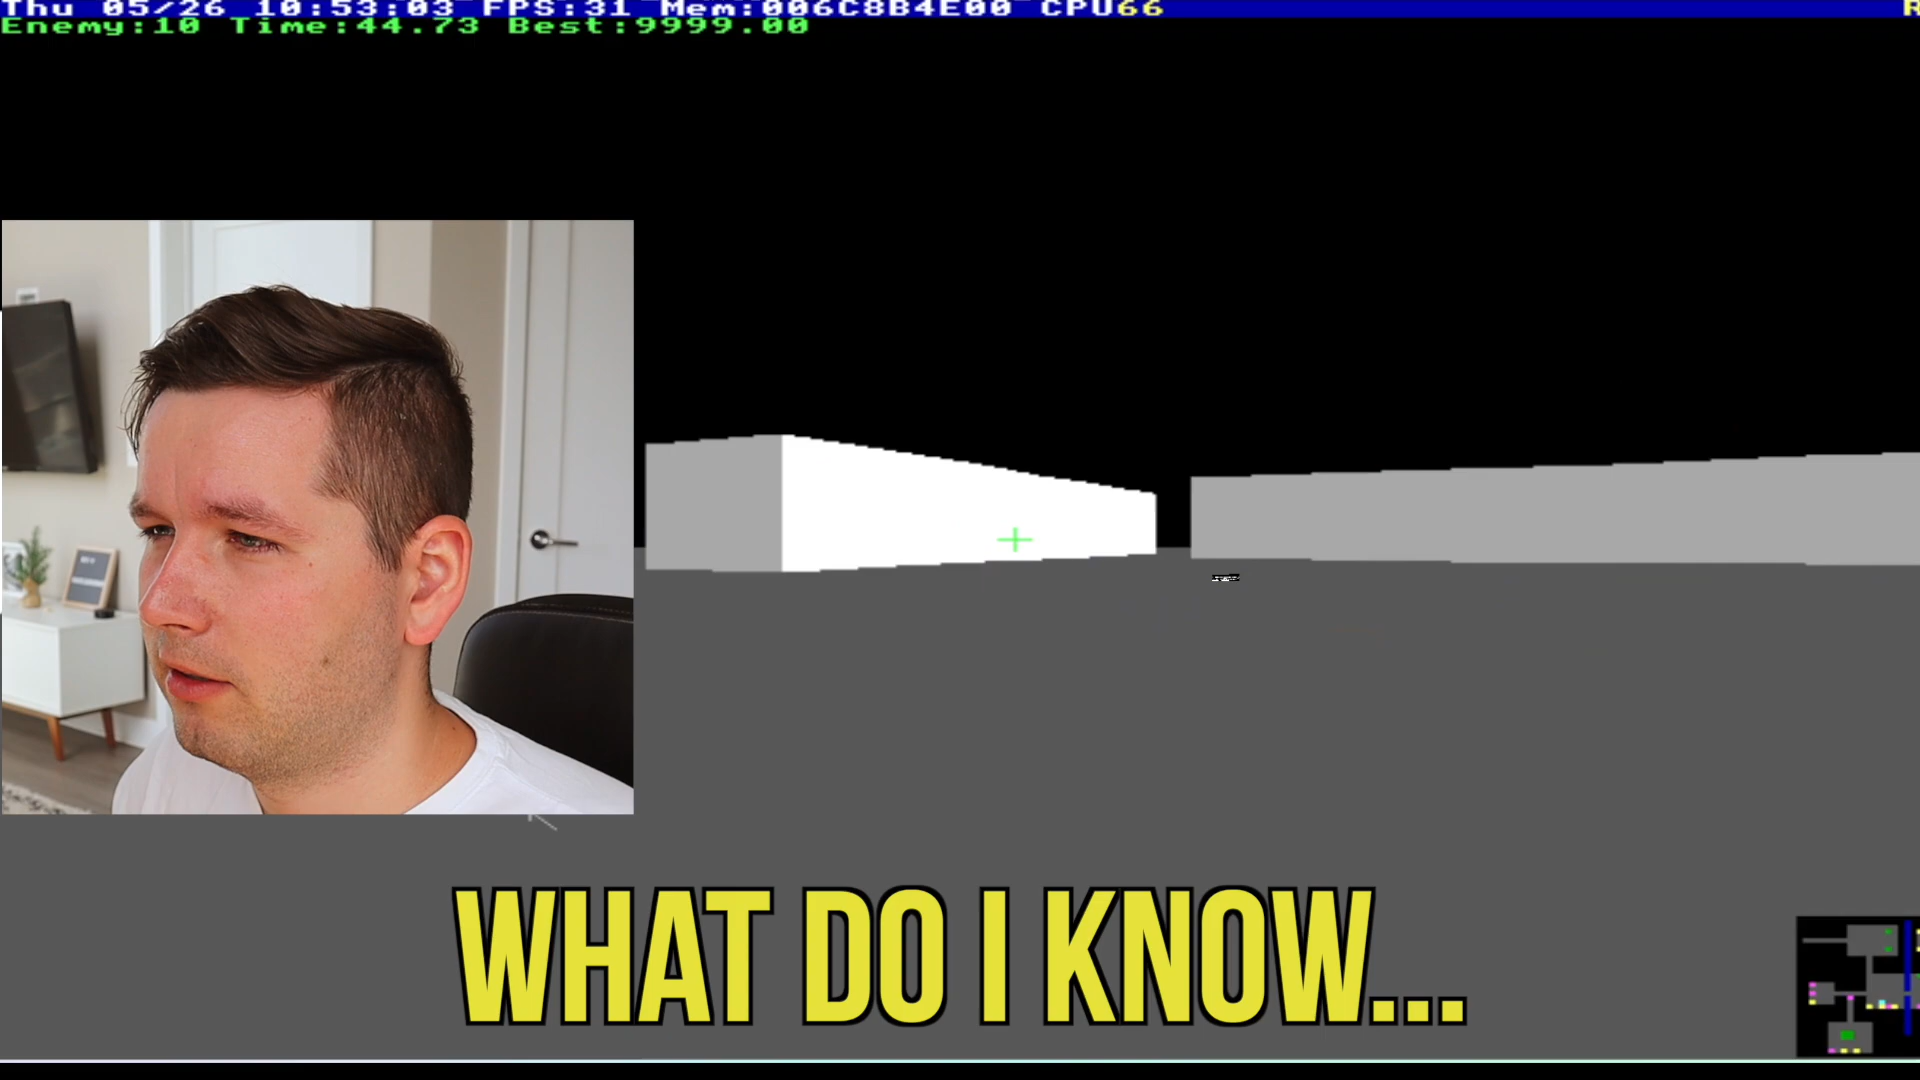 Thu 05/26 10:53:03 FPS:31 Mem:006C8B4E00 CPU66 R
Enemy:10 Time:44.73 Best:9999.00
WHAT DO I KNOW...